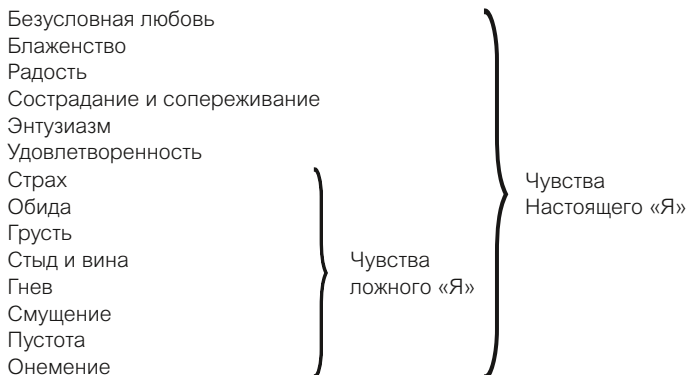 Безусловная любовь
Блаженство
Радость
Сострадание и сопереживание
Энтузиазм
Удовлетворенность
Страх
Обида
Грусть
Стыд и вина
Гнев
Смущение
Пустота
Онемение
Чувства
ложного «Я»
Чувства
Настоящего «Я»